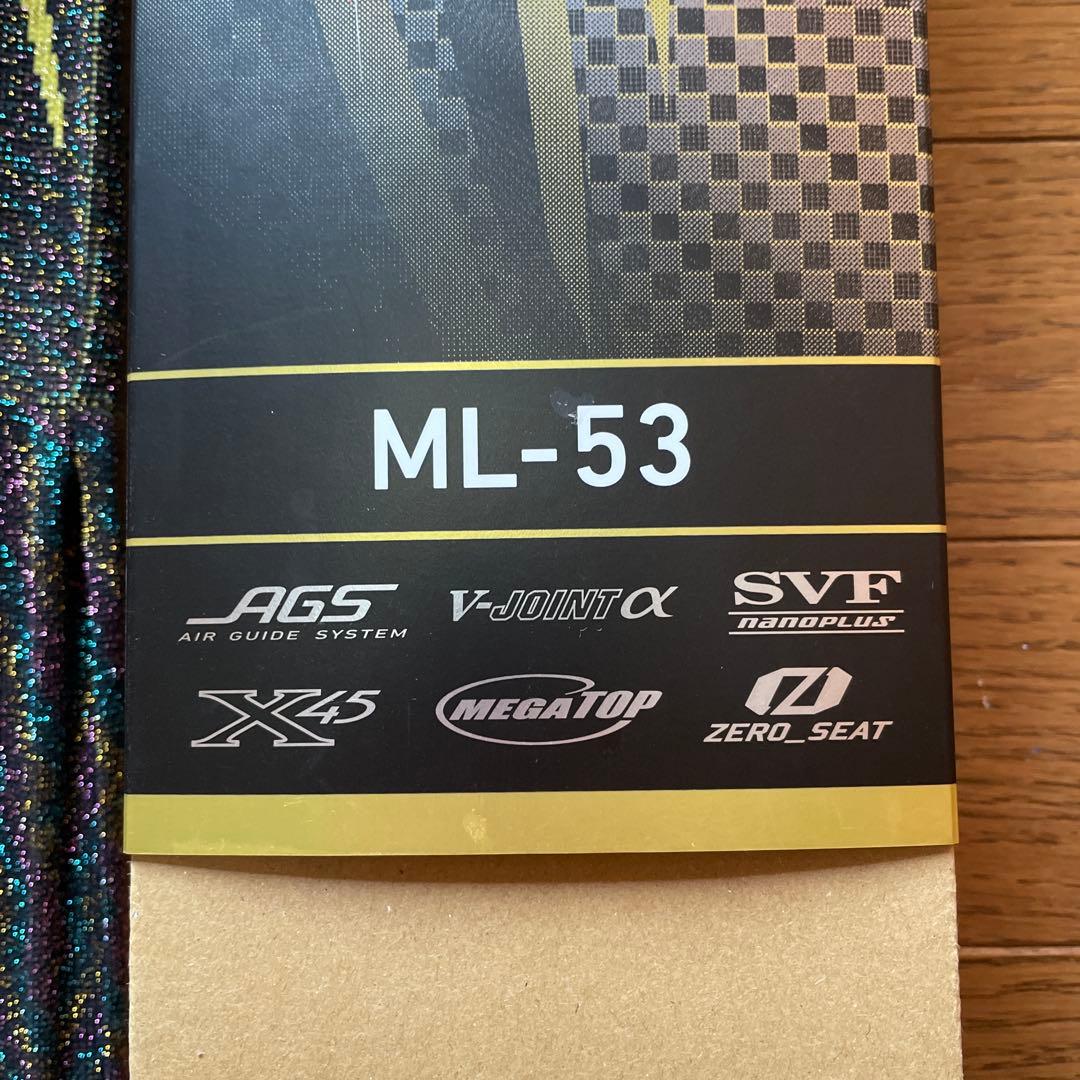 ML-53
AGS
AIR GUIDE SYSTEM
V-JOINTα
SVF
nanoPLUS
X45
MEGATOP
Z
ZERO_SEAT